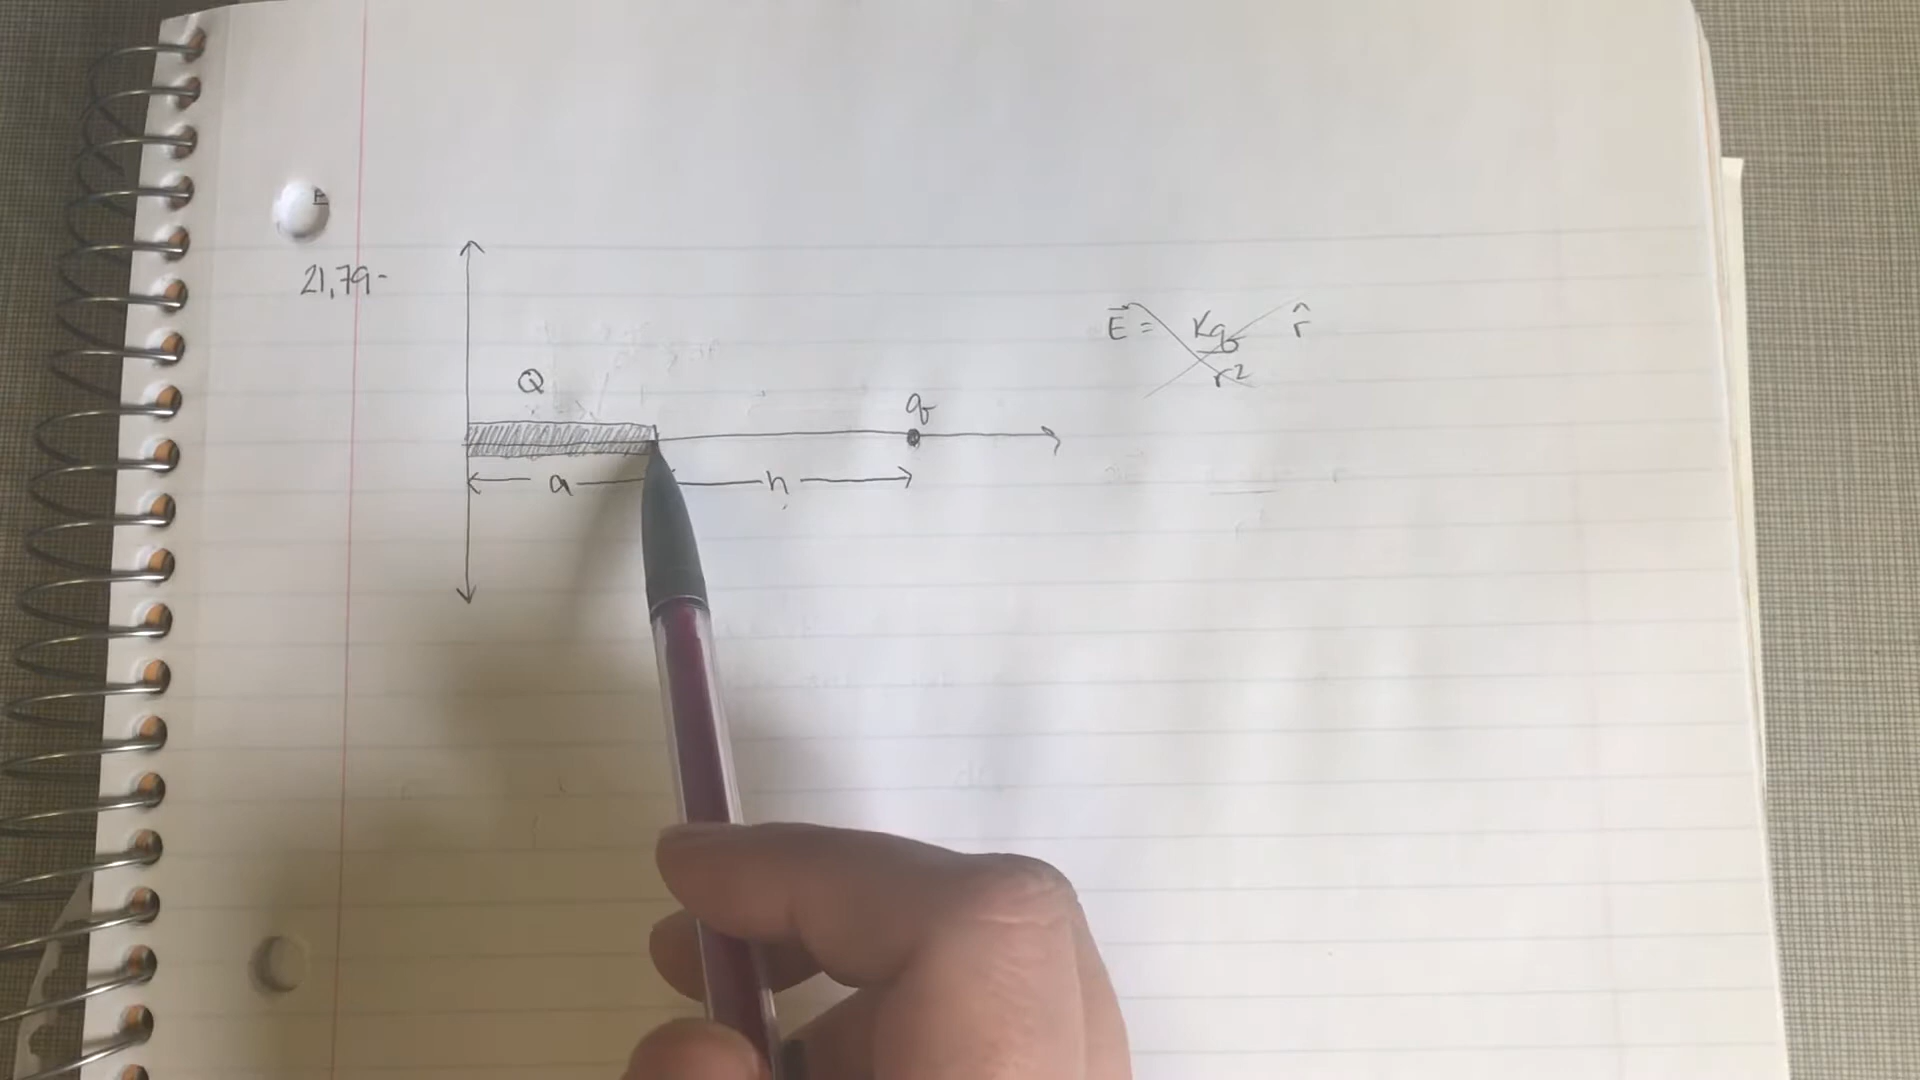 21,79-
E⃗ = Kq/r² r̂
Q
q
a
h